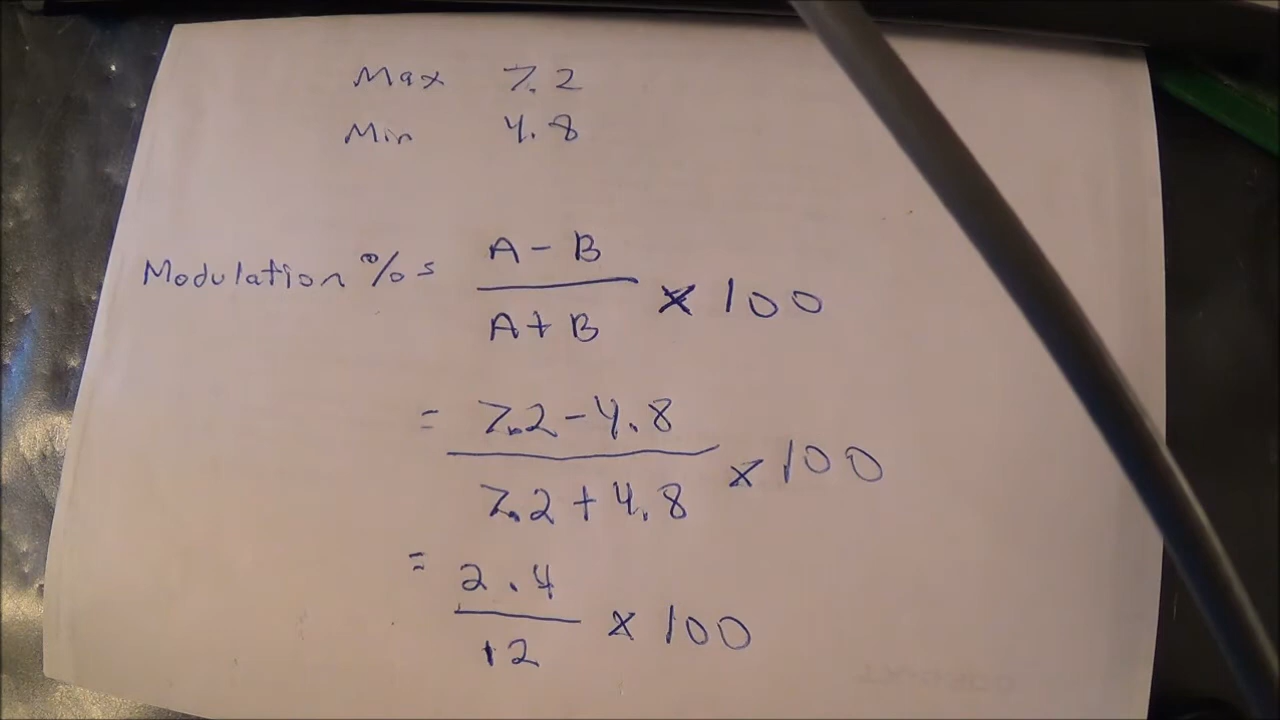 Max 7.2
Min 4.8
Modulation % = A - B
A + B × 100
= 7.2 - 4.8
7.2 + 4.8 × 100
= 2.4
12 × 100